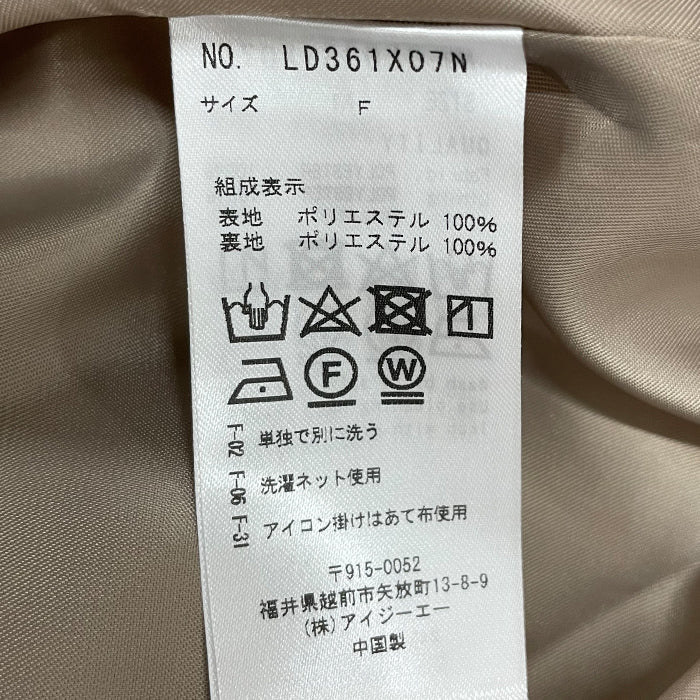 NO. LD361X07N
サイズ F
組成表示
表地 ポリエステル 100%
裏地 ポリエステル 100%
F W
F-02 単独で別に洗う
F-06 洗濯ネット使用
F-31 アイコン掛けはあて布使用
〒915-0052
福井県越前市矢放町13-8-9
(株)アイジーエー
中国製
QUALITY